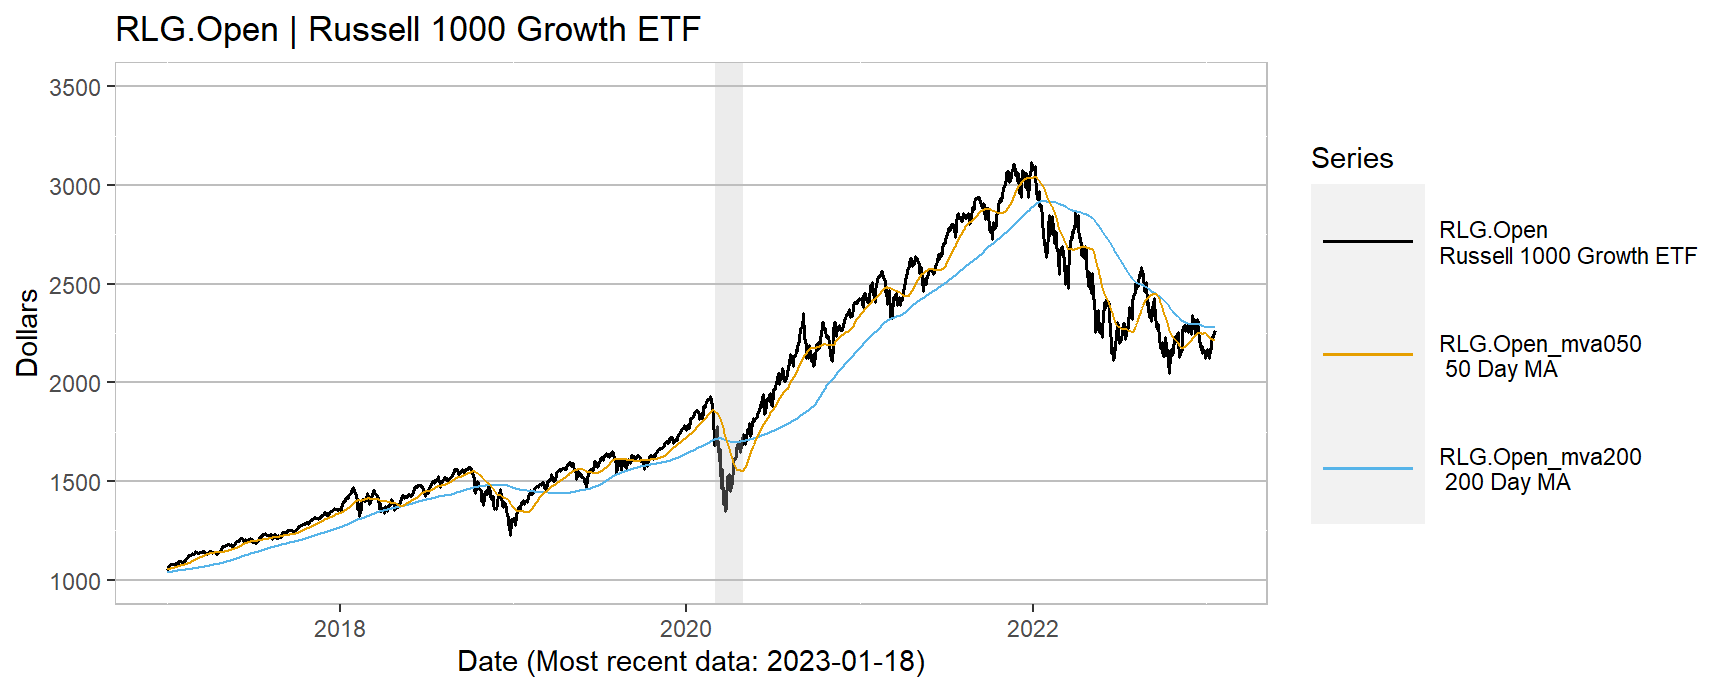 RLG.Open | Russell 1000 Growth ETF
3500
3000
2500
2000
1500
1000
Dollars
2018
2020
2022
Date (Most recent data: 2023-01-18)
Series
RLG.Open
Russell 1000 Growth ETF
RLG.Open_mva050
50 Day MA
RLG.Open_mva200
200 Day MA